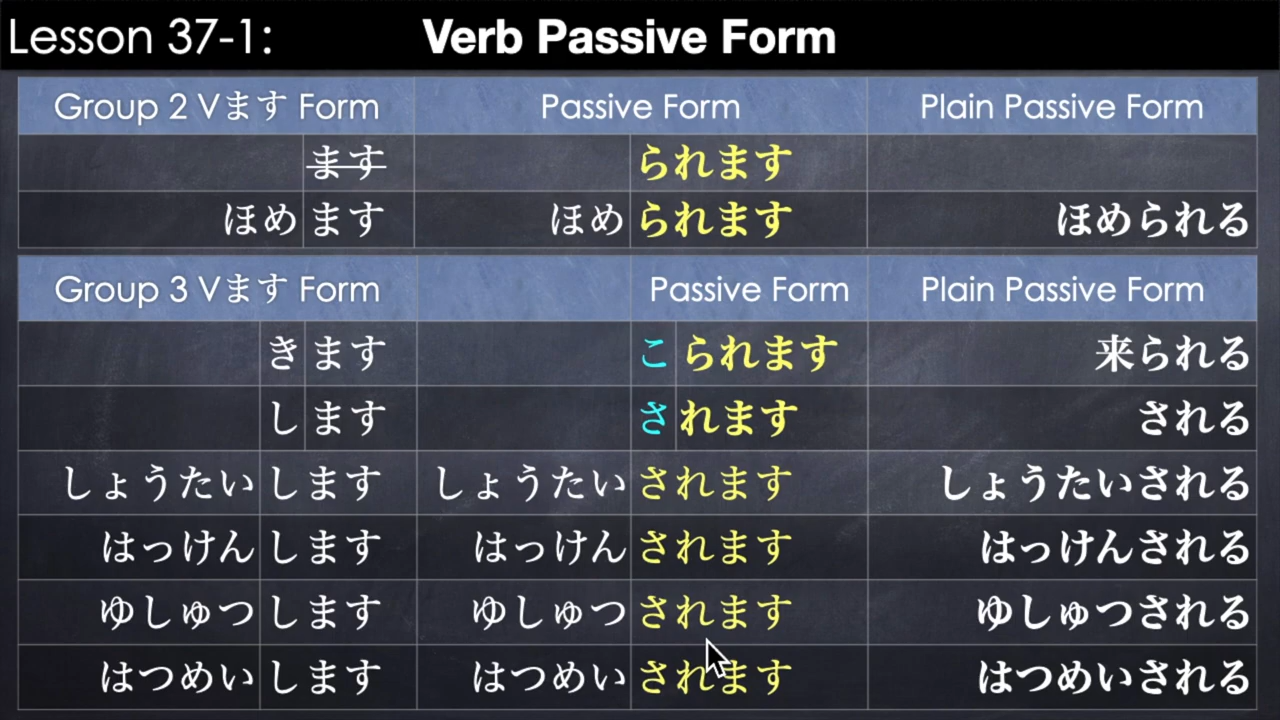 Lesson 37-1: Verb Passive Form
Group 2 Vます Form Passive Form Plain Passive Form
ます られます
ほめ ます ほめ られます ほめられる
Group 3 Vます Form Passive Form Plain Passive Form
き ます こ られます 来られる
し ます さ れます される
しょうたい します しょうたい されます しょうたいされる
はっけん します はっけん されます はっけんされる
ゆしゅつ します ゆしゅつ されます ゆしゅつされる
はつめい します はつめい されます はつめいされる